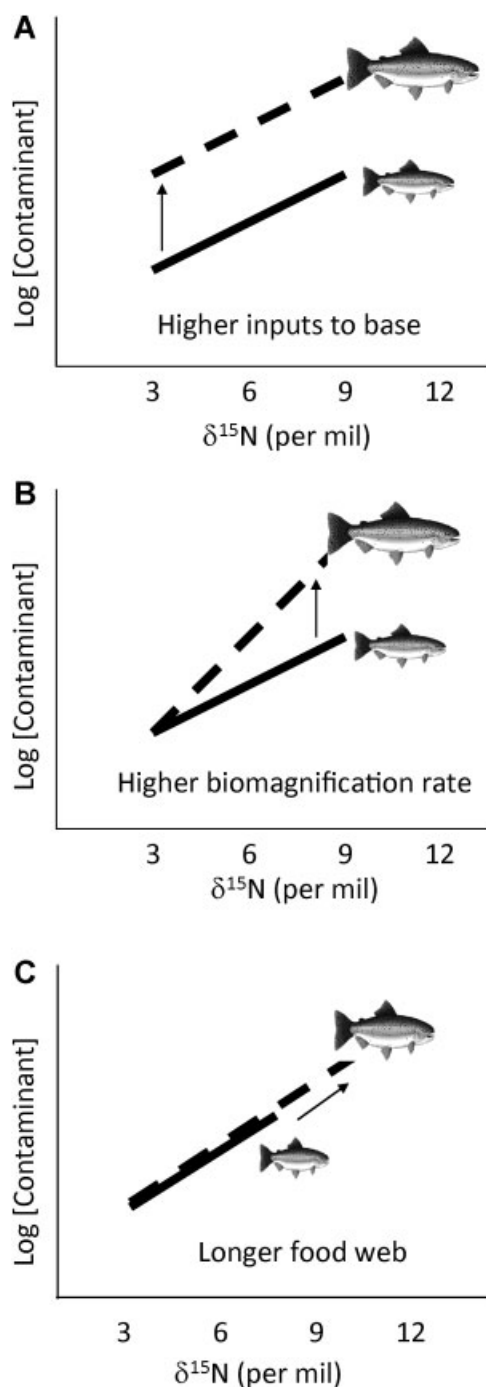 A
Log [Contaminant]
Higher inputs to base
3 6 9 12
δ¹⁵N (per mil)
B
Log [Contaminant]
Higher biomagnification rate
3 6 9 12
δ¹⁵N (per mil)
C
Log [Contaminant]
Longer food web
3 6 9 12
δ¹⁵N (per mil)